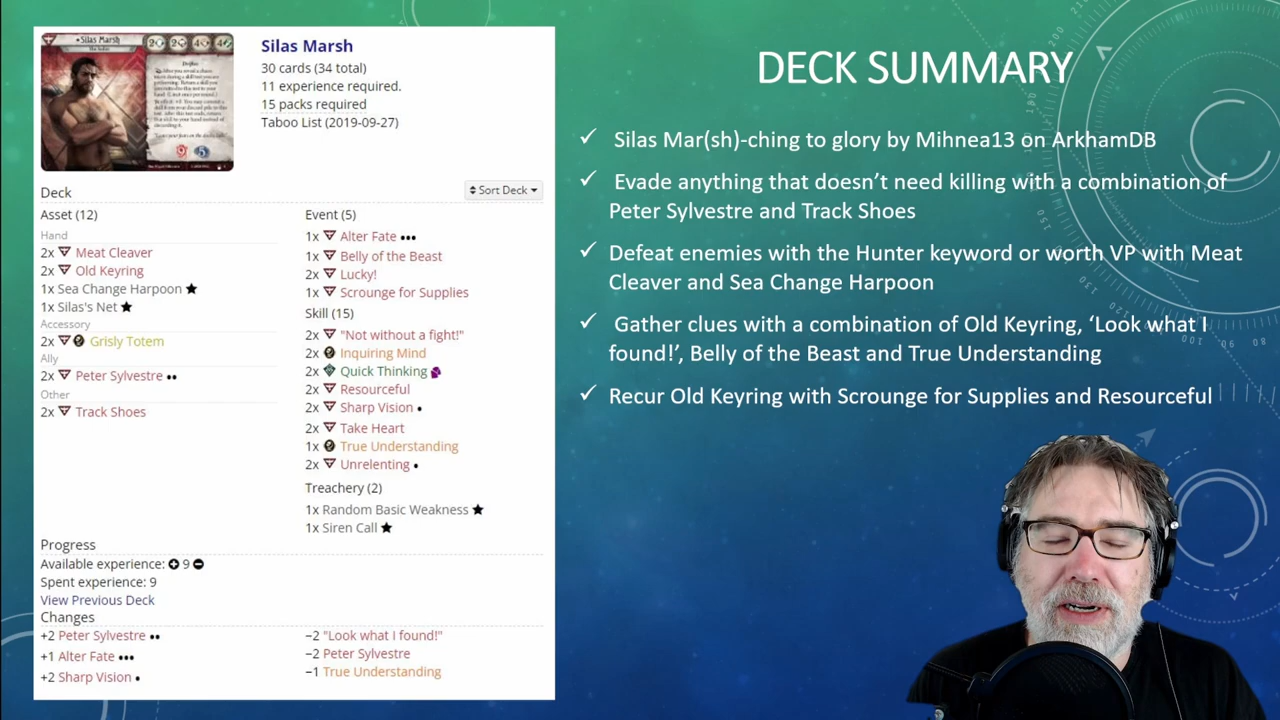 Silas Marsh
Silas Marsh
30 cards (34 total)
11 experience required.
15 packs required
Taboo List (2019-09-27)
Deck
Sort Deck
Asset (12)
Hand
2x Meat Cleaver
2x Old Keyring
1x Sea Change Harpoon
1x Silas's Net
Accessory
2x Grisly Totem
Ally
2x Peter Sylvestre
Other
2x Track Shoes
Event (5)
1x Alter Fate
1x Belly of the Beast
2x Lucky!
1x Scrounge for Supplies
Skill (15)
2x "Not without a fight!"
2x Inquiring Mind
2x Quick Thinking
2x Resourceful
2x Sharp Vision
2x Take Heart
1x True Understanding
2x Unrelenting
Treachery (2)
1x Random Basic Weakness
1x Siren Call
Progress
Available experience: 9
Spent experience: 9
View Previous Deck
Changes
+2 Peter Sylvestre
+1 Alter Fate
+2 Sharp Vision
−2 "Look what I found!"
−2 Peter Sylvestre
−1 True Understanding
DECK SUMMARY
✓ Silas Mar(sh)-ching to glory by Mihnea13 on ArkhamDB
✓ Evade anything that doesn't need killing with a combination of
Peter Sylvestre and Track Shoes
✓ Defeat enemies with the Hunter keyword or worth VP with Meat
Cleaver and Sea Change Harpoon
✓ Gather clues with a combination of Old Keyring, 'Look what I
found!', Belly of the Beast and True Understanding
✓ Recur Old Keyring with Scrounge for Supplies and Resourceful